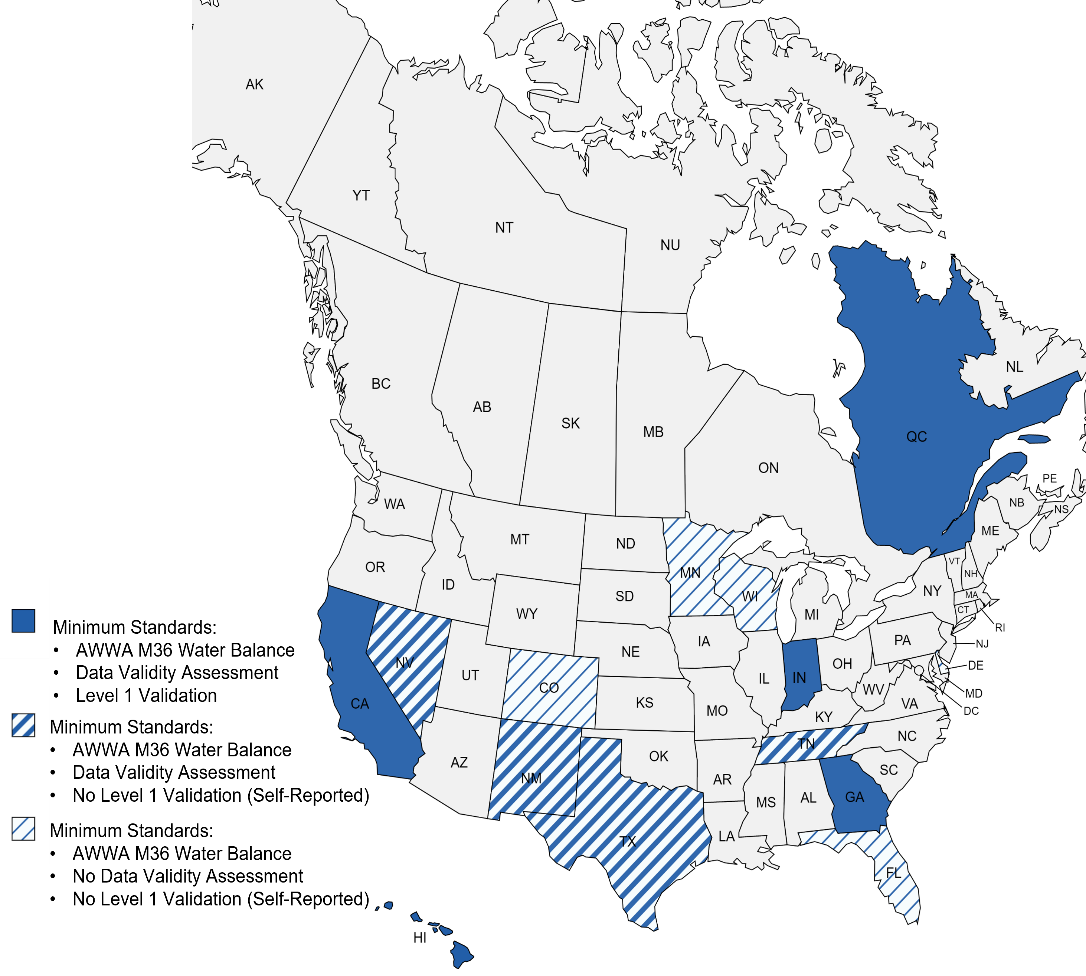 AK
YT
NT
NU
BC
AB
SK
MB
ON
QC
NL
PE
NB
NS
WA
MT
ND
MN
ME
OR
ID
WY
SD
WI
MI
NY
VT
NH
MA
CT
RI
NV
UT
CO
NE
IA
IL
IN
OH
PA
NJ
DE
MD
DC
CA
KS
MO
KY
WV
VA
AZ
NM
OK
AR
TN
NC
SC
TX
LA
MS
AL
GA
FL
HI
Minimum Standards:
• AWWA M36 Water Balance
• Data Validity Assessment
• Level 1 Validation
Minimum Standards:
• AWWA M36 Water Balance
• Data Validity Assessment
• No Level 1 Validation (Self-Reported)
Minimum Standards:
• AWWA M36 Water Balance
• No Data Validity Assessment
• No Level 1 Validation (Self-Reported)